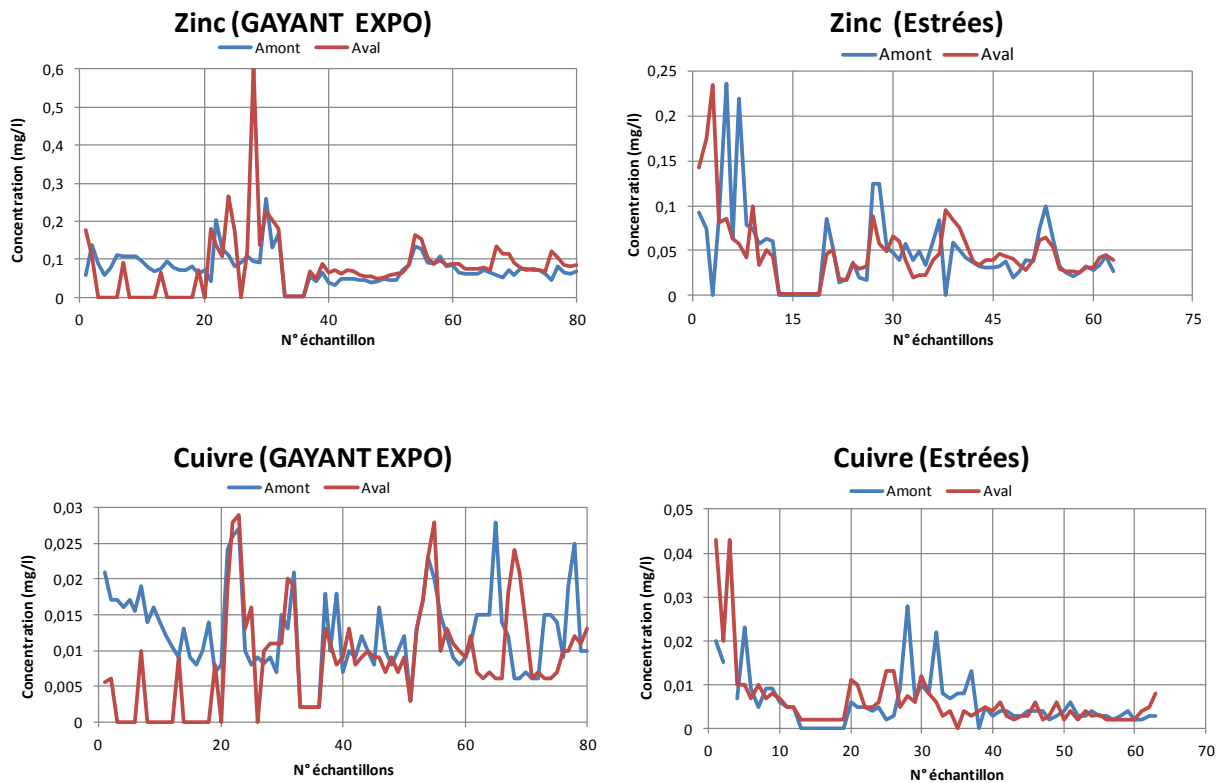 Zinc (GAYANT EXPO)
Amont Aval
Concentration (mg/l)
0,6
0,5
0,4
0,3
0,2
0,1
0
0 20 40 60 80
N° échantillon
Zinc (Estrées)
Amont Aval
Concentration (mg/l)
0,25
0,2
0,15
0,1
0,05
0
0 15 30 45 60 75
N° échantillons
Cuivre (GAYANT EXPO)
Amont Aval
Concentration (mg/l)
0,03
0,025
0,02
0,015
0,01
0,005
0
0 20 40 60 80
N° échantillons
Cuivre (Estrées)
Amont Aval
Concentration (mg/l)
0,05
0,04
0,03
0,02
0,01
0
0 10 20 30 40 50 60 70
N° échantillon